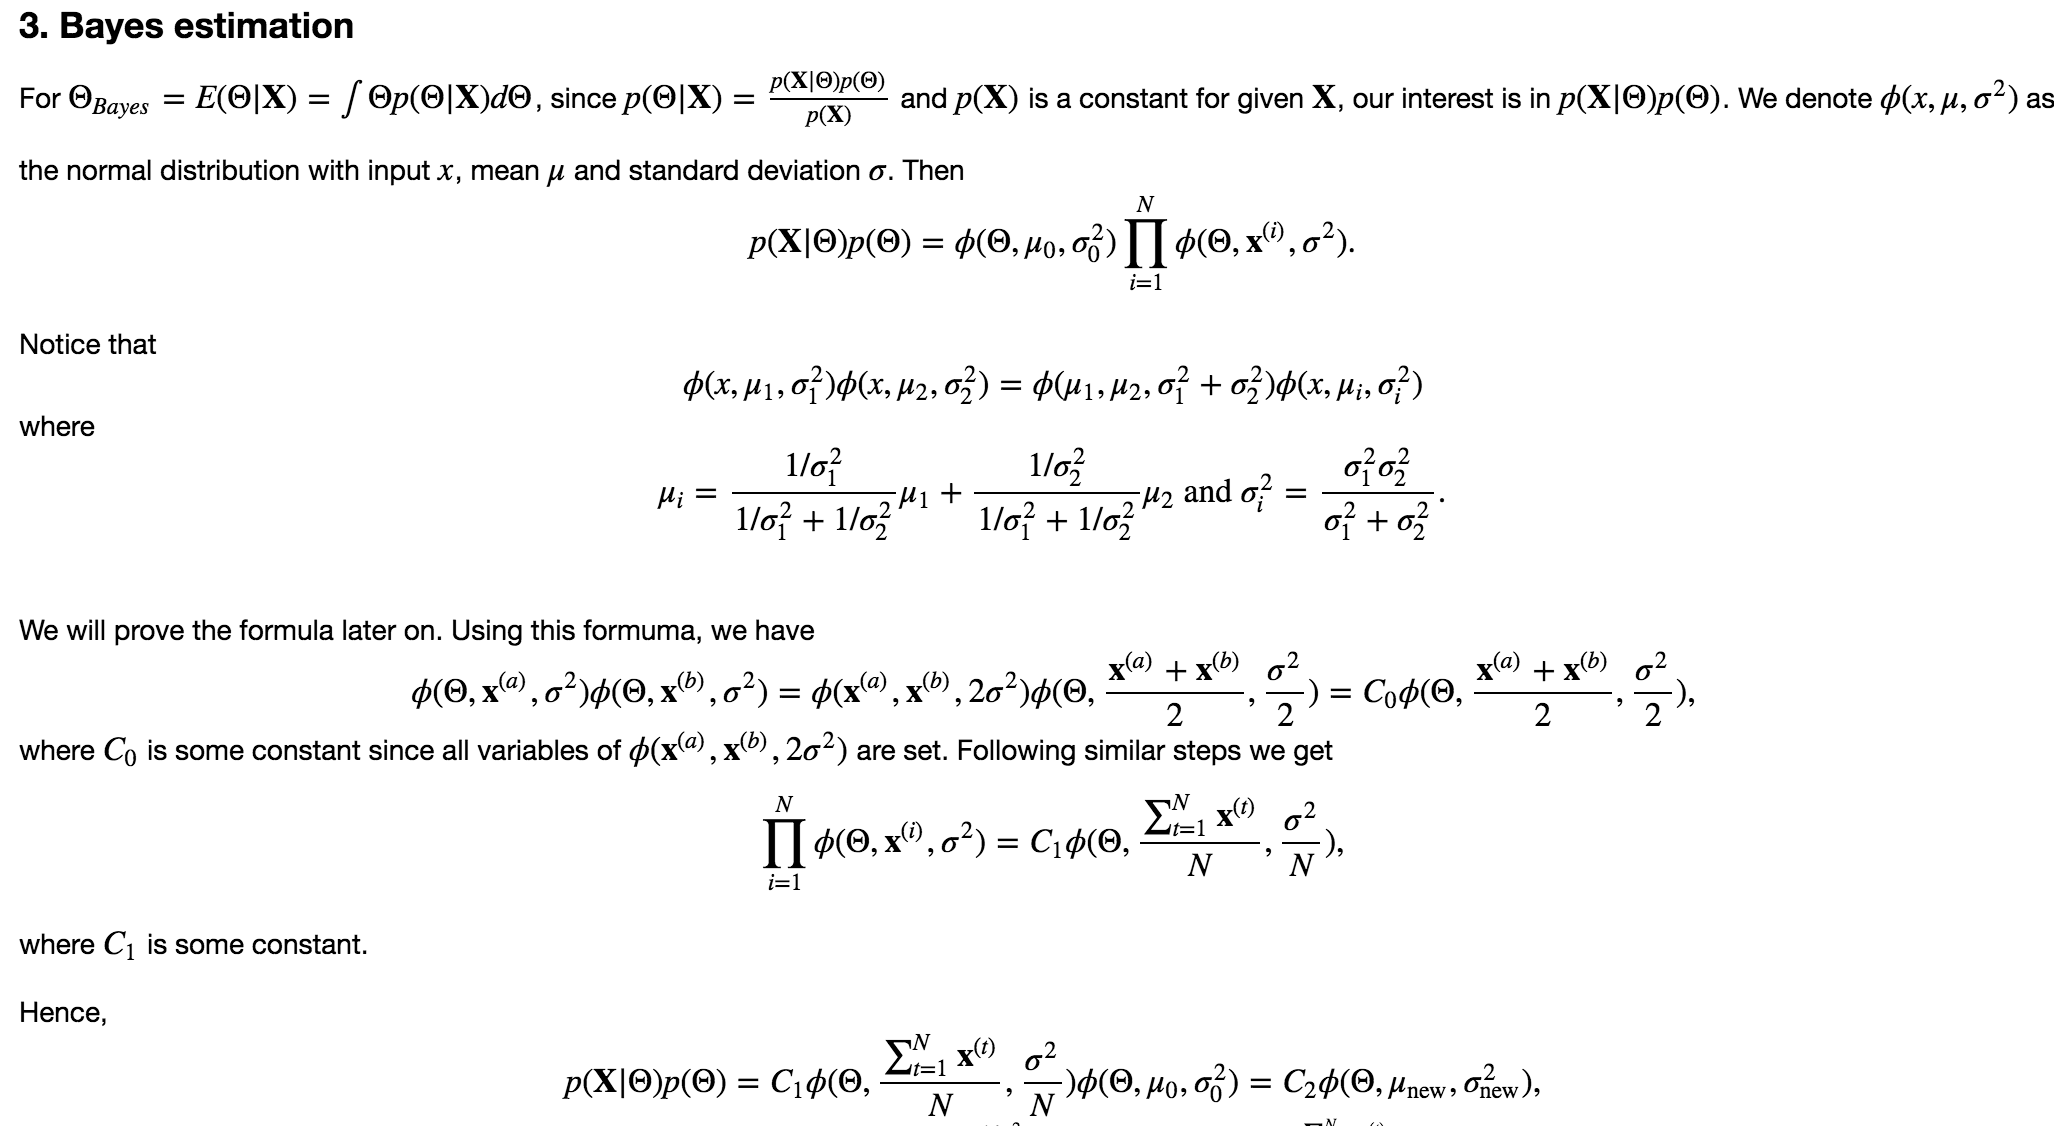 3. Bayes estimation
For $\Theta_{Bayes} = E(\Theta|\mathbf{X}) = \int \Theta p(\Theta|\mathbf{X})d\Theta$, since $p(\Theta|\mathbf{X}) = \frac{p(\mathbf{X}|\Theta)p(\Theta)}{p(\mathbf{X})}$ and $p(\mathbf{X})$ is a constant for given $\mathbf{X}$, our interest is in $p(\mathbf{X}|\Theta)p(\Theta)$. We denote $\phi(x, \mu, \sigma^2)$ as
the normal distribution with input $x$, mean $\mu$ and standard deviation $\sigma$. Then
$p(\mathbf{X}|\Theta)p(\Theta) = \phi(\Theta, \mu_0, \sigma_0^2) \prod_{i=1}^{N} \phi(\Theta, \mathbf{x}^{(i)}, \sigma^2).$
Notice that
$\phi(x, \mu_1, \sigma_1^2)\phi(x, \mu_2, \sigma_2^2) = \phi(\mu_1, \mu_2, \sigma_1^2 + \sigma_2^2)\phi(x, \mu_i, \sigma_i^2)$
where
$\mu_i = \frac{1/\sigma_1^2}{1/\sigma_1^2 + 1/\sigma_2^2}\mu_1 + \frac{1/\sigma_2^2}{1/\sigma_1^2 + 1/\sigma_2^2}\mu_2 \text{ and } \sigma_i^2 = \frac{\sigma_1^2\sigma_2^2}{\sigma_1^2 + \sigma_2^2}.$
We will prove the formula later on. Using this formuma, we have
$\phi(\Theta, \mathbf{x}^{(a)}, \sigma^2)\phi(\Theta, \mathbf{x}^{(b)}, \sigma^2) = \phi(\mathbf{x}^{(a)}, \mathbf{x}^{(b)}, 2\sigma^2)\phi(\Theta, \frac{\mathbf{x}^{(a)} + \mathbf{x}^{(b)}}{2}, \frac{\sigma^2}{2}) = C_0\phi(\Theta, \frac{\mathbf{x}^{(a)} + \mathbf{x}^{(b)}}{2}, \frac{\sigma^2}{2}),$
where $C_0$ is some constant since all variables of $\phi(\mathbf{x}^{(a)}, \mathbf{x}^{(b)}, 2\sigma^2)$ are set. Following similar steps we get
$\prod_{i=1}^{N} \phi(\Theta, \mathbf{x}^{(i)}, \sigma^2) = C_1\phi(\Theta, \frac{\sum_{t=1}^{N} \mathbf{x}^{(t)}}{N}, \frac{\sigma^2}{N}),$
where $C_1$ is some constant.
Hence,
$p(\mathbf{X}|\Theta)p(\Theta) = C_1\phi(\Theta, \frac{\sum_{t=1}^{N} \mathbf{x}^{(t)}}{N}, \frac{\sigma^2}{N})\phi(\Theta, \mu_0, \sigma_0^2) = C_2\phi(\Theta, \mu_{\text{new}}, \sigma_{\text{new}}^2),$